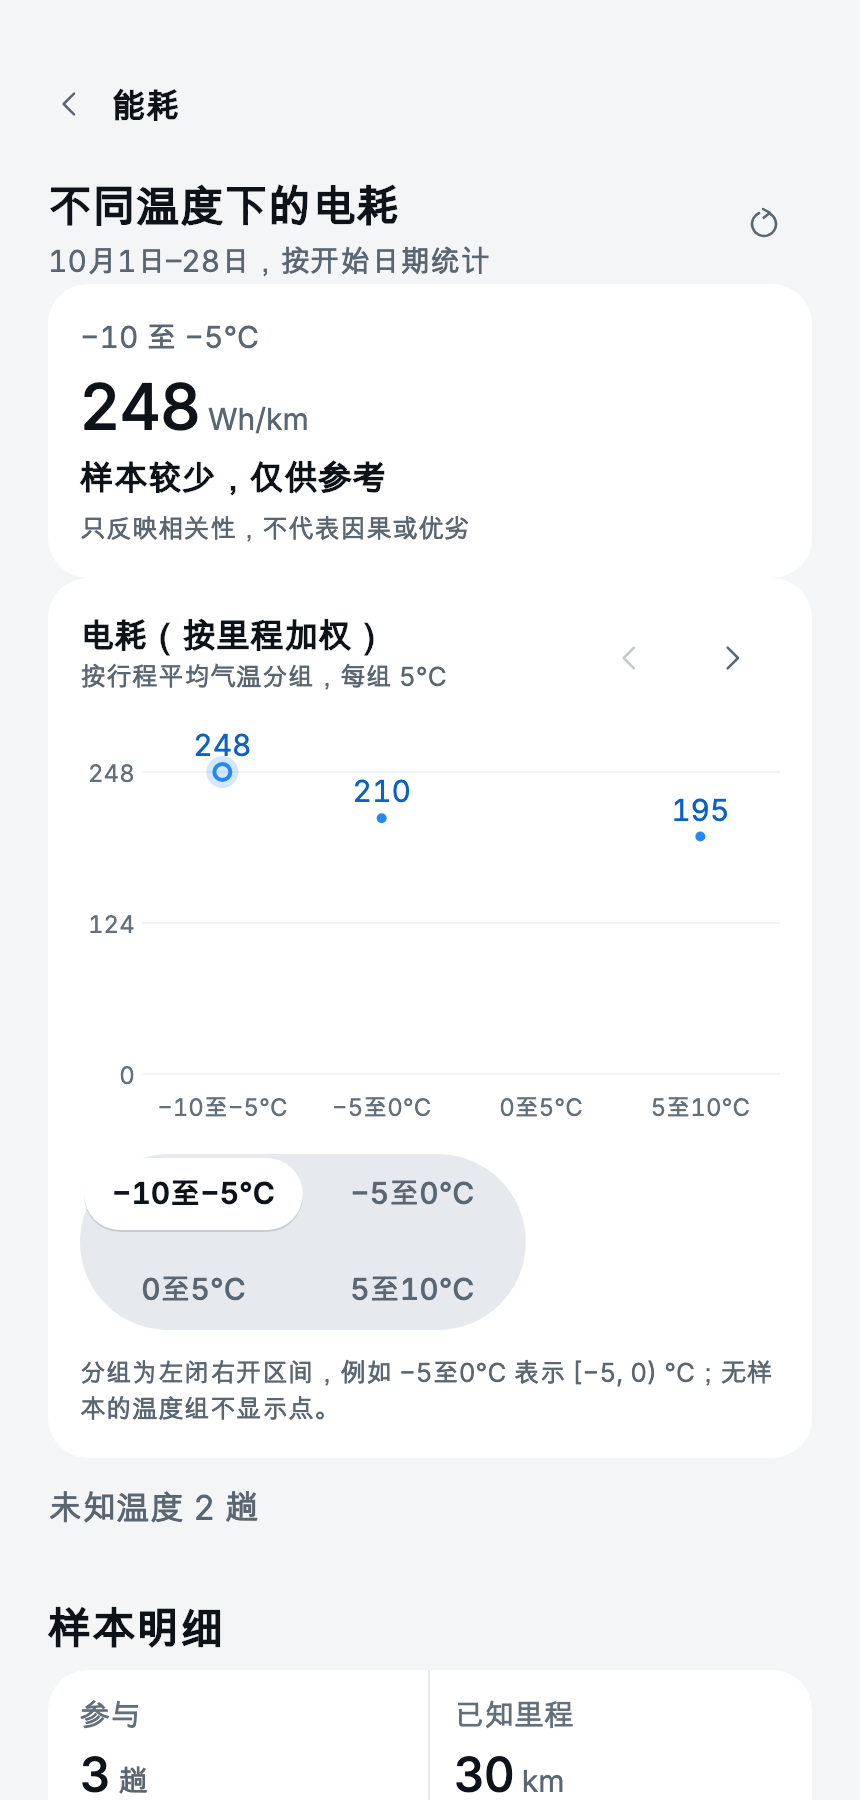 能耗
不同温度下的电耗
10月1日–28日，按开始日期统计
−10 至 −5°C
248 Wh/km
样本较少，仅供参考
只反映相关性，不代表因果或优劣
电耗（按里程加权）
按行程平均气温分组，每组 5°C
248
248
210
195
124
0
−10至−5°C
−5至0°C
0至5°C
5至10°C
−10至−5°C
−5至0°C
0至5°C
5至10°C
分组为左闭右开区间，例如 −5至0°C 表示 [−5, 0) °C；无样
本的温度组不显示点。
未知温度 2 趟
样本明细
参与
已知里程
3 趟
30 km